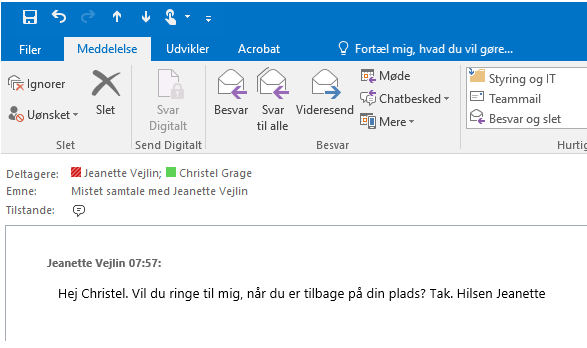 Filer Meddelelse Udvikler Acrobat Fortæl mig, hvad du vil gøre...
Ignorer
Uønsket
Slet
Slet
Svar
Digitalt
Send Digitalt
Besvar
Svar
til alle
Videresend
Møde
Chatbesked
Mere
Besvar
Styring og IT
Teammail
Besvar og slet
Hurtig
Deltagere: Jeanette Vejlin; Christel Grage
Emne: Mistet samtale med Jeanette Vejlin
Tilstande:
Jeanette Vejlin 07:57:
Hej Christel. Vil du ringe til mig, når du er tilbage på din plads? Tak. Hilsen Jeanette